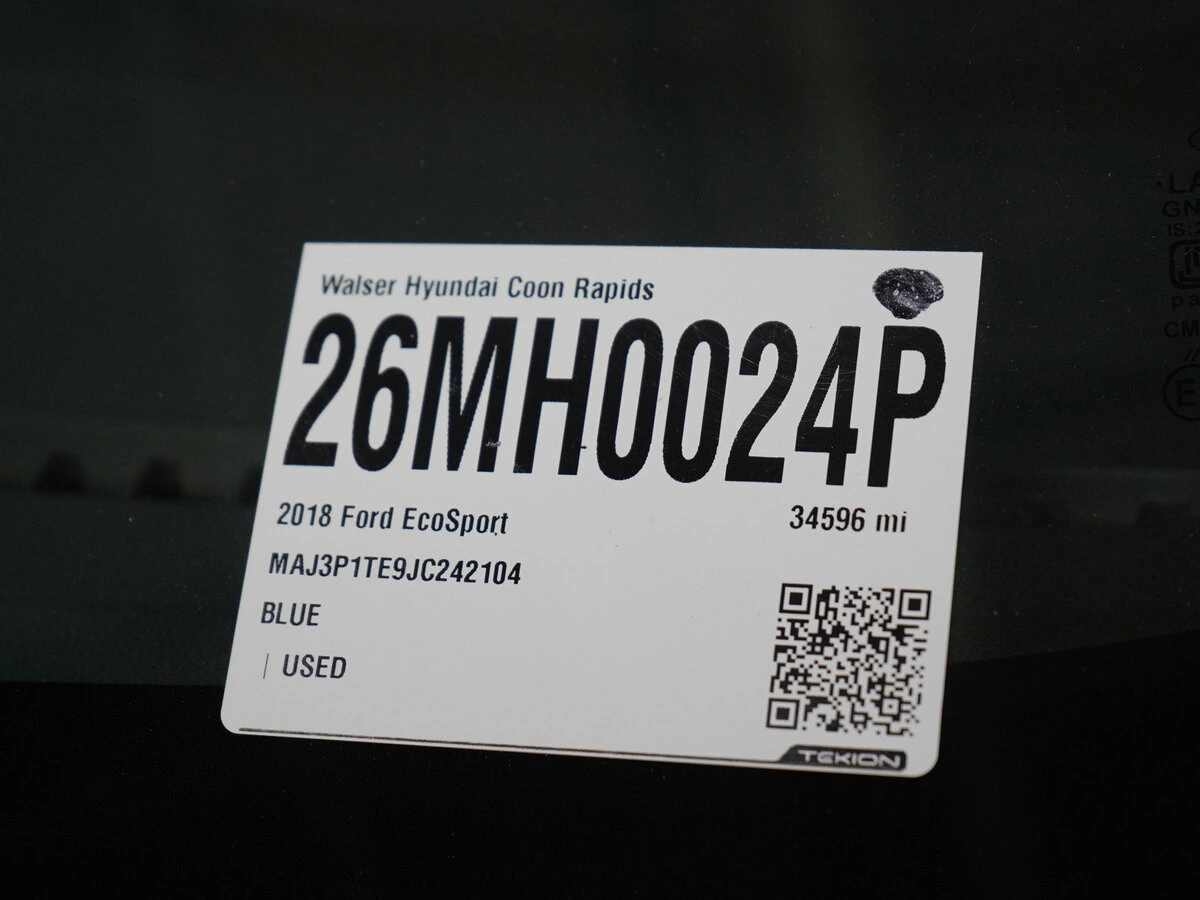 Walser Hyundai Coon Rapids
26MH0024P
2018 Ford EcoSport
34596 mi
MAJ3P1TE9JC242104
BLUE
| USED
TEKION